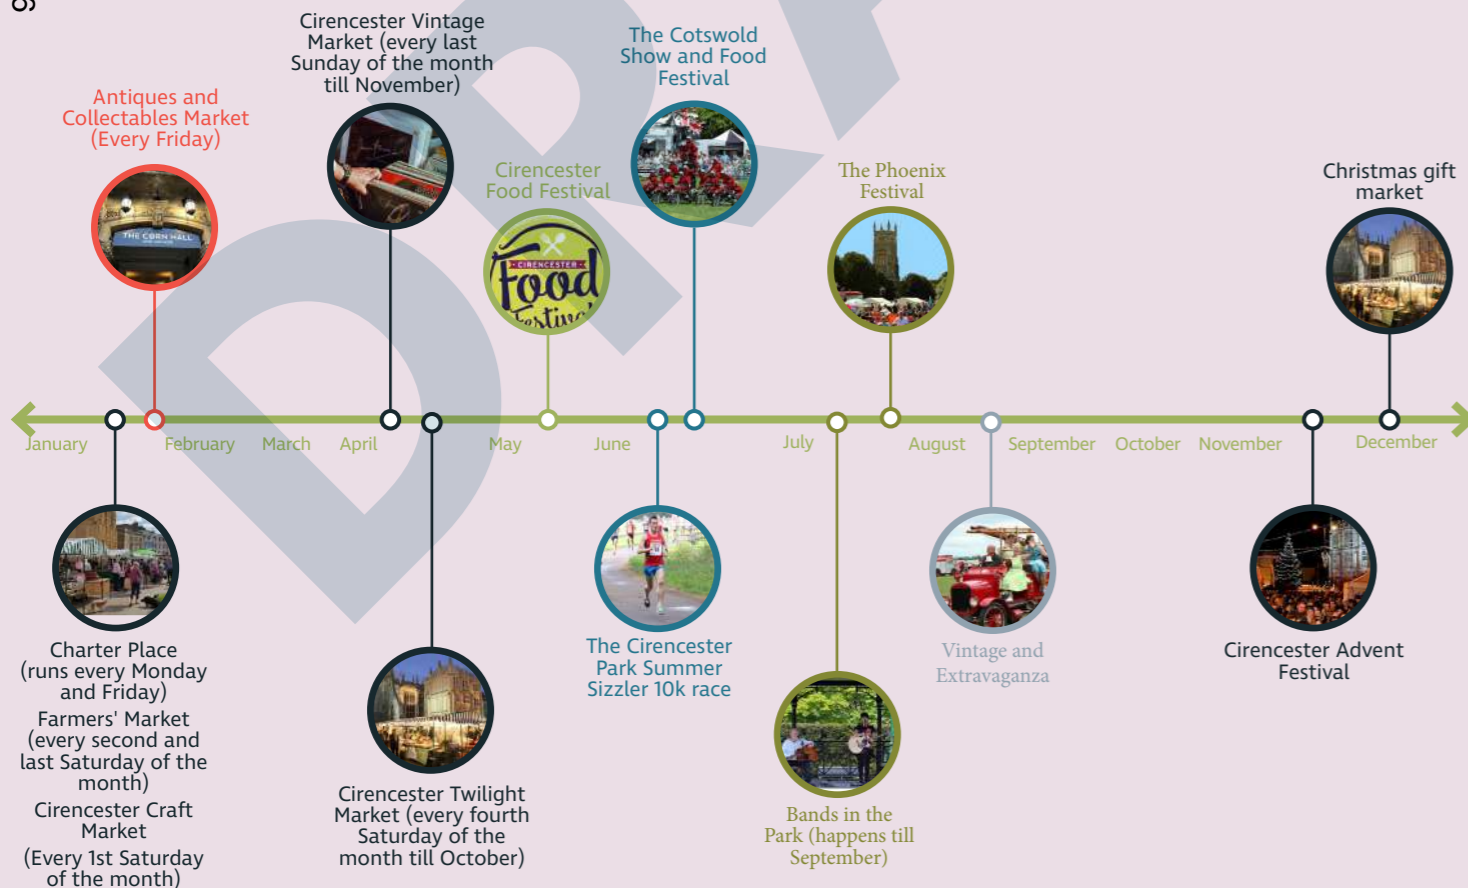 Cirencester Vintage
Market (every last
Sunday of the month
till November)
The Cotswold
Show and Food
Festival
Antiques and
Collectables Market
(Every Friday)
Cirencester
Food Festival
The Phoenix
Festival
Christmas gift
market
THE CORN HALL
CIRENCESTER
Food
Festival
January
February
March
April
May
June
July
August
September
October
November
December
Charter Place
(runs every Monday
and Friday)
Farmers' Market
(every second and
last Saturday of the
month)
Cirencester Craft
Market
(Every 1st Saturday
of the month)
Cirencester Twilight
Market (every fourth
Saturday of the
month till October)
The Cirencester
Park Summer
Sizzler 10k race
Bands in the
Park (happens till
September)
Vintage and
Extravaganza
Cirencester Advent
Festival